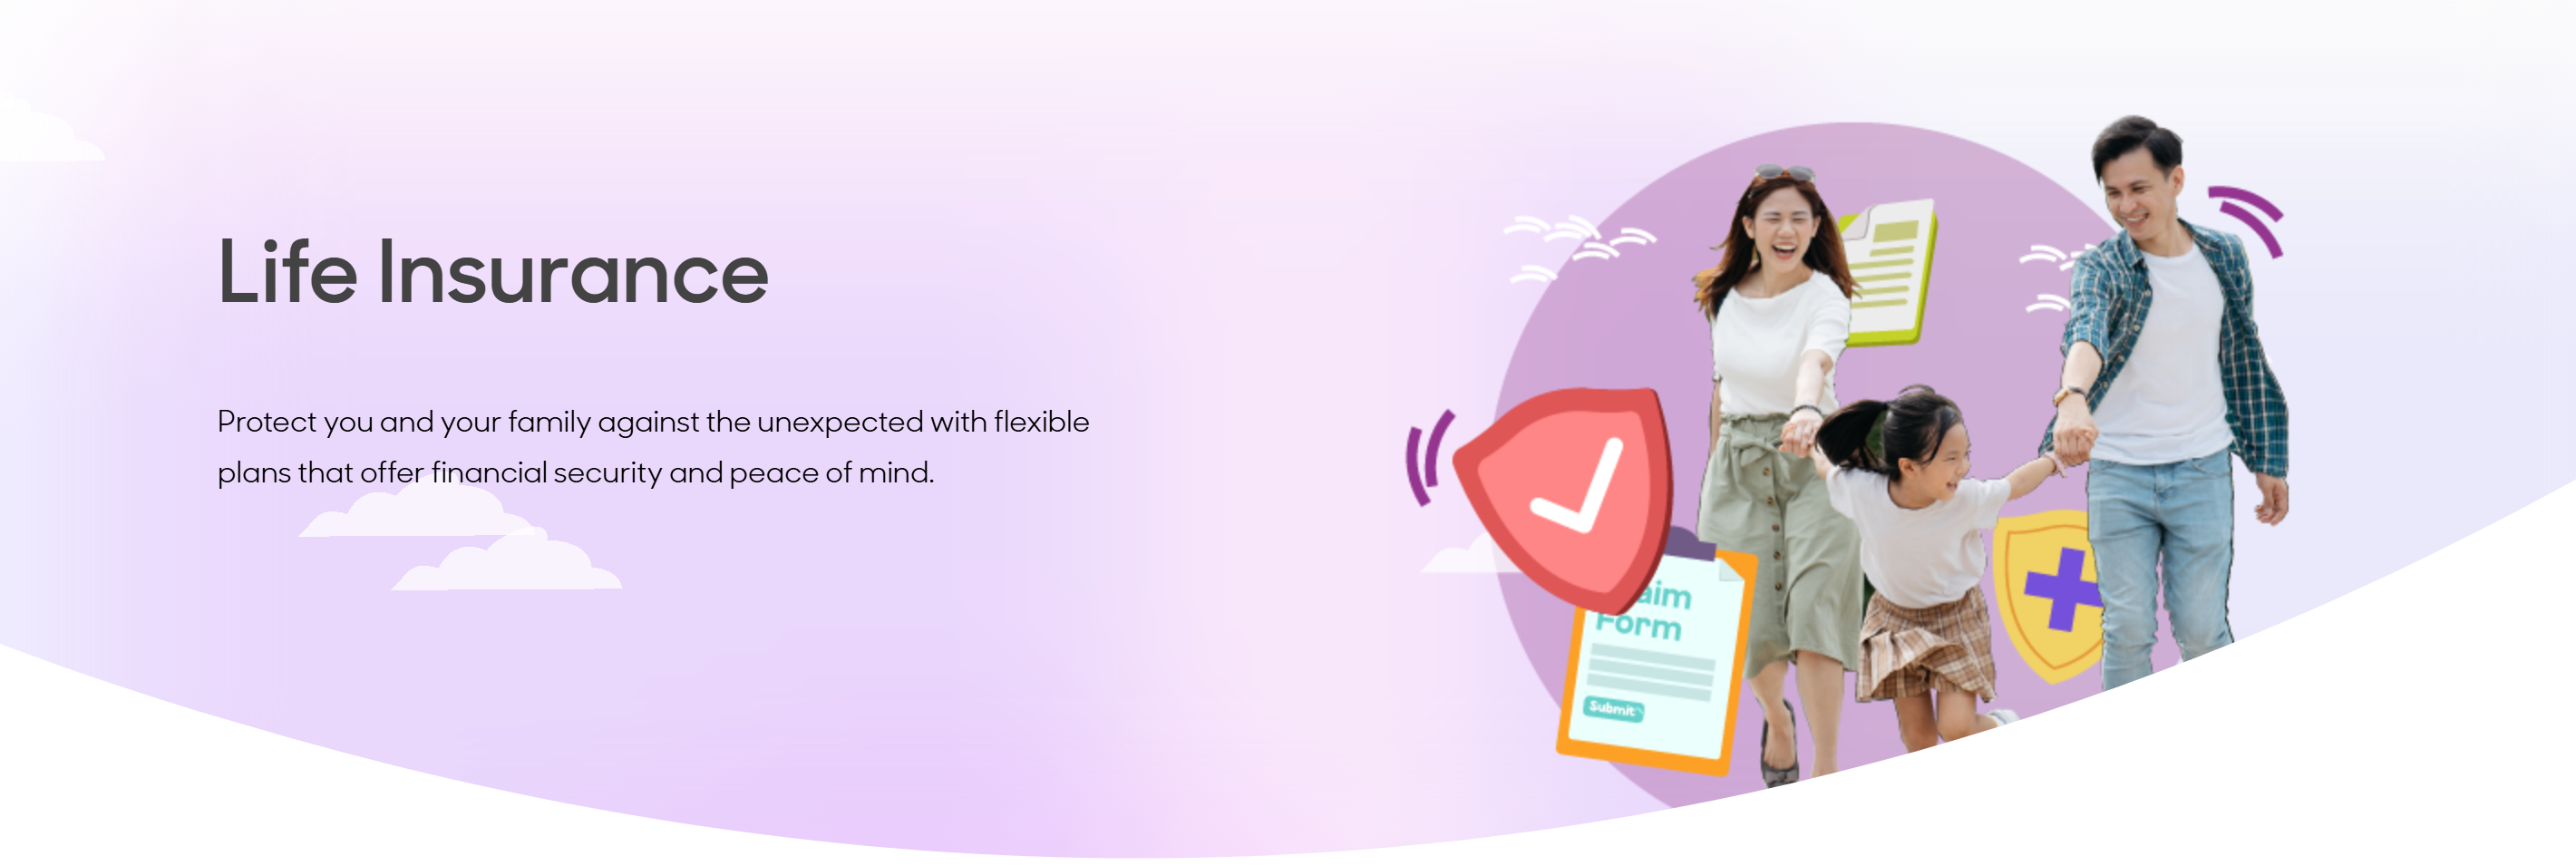 Life Insurance
Protect you and your family against the unexpected with flexible
plans that offer financial security and peace of mind.
Form
Submit